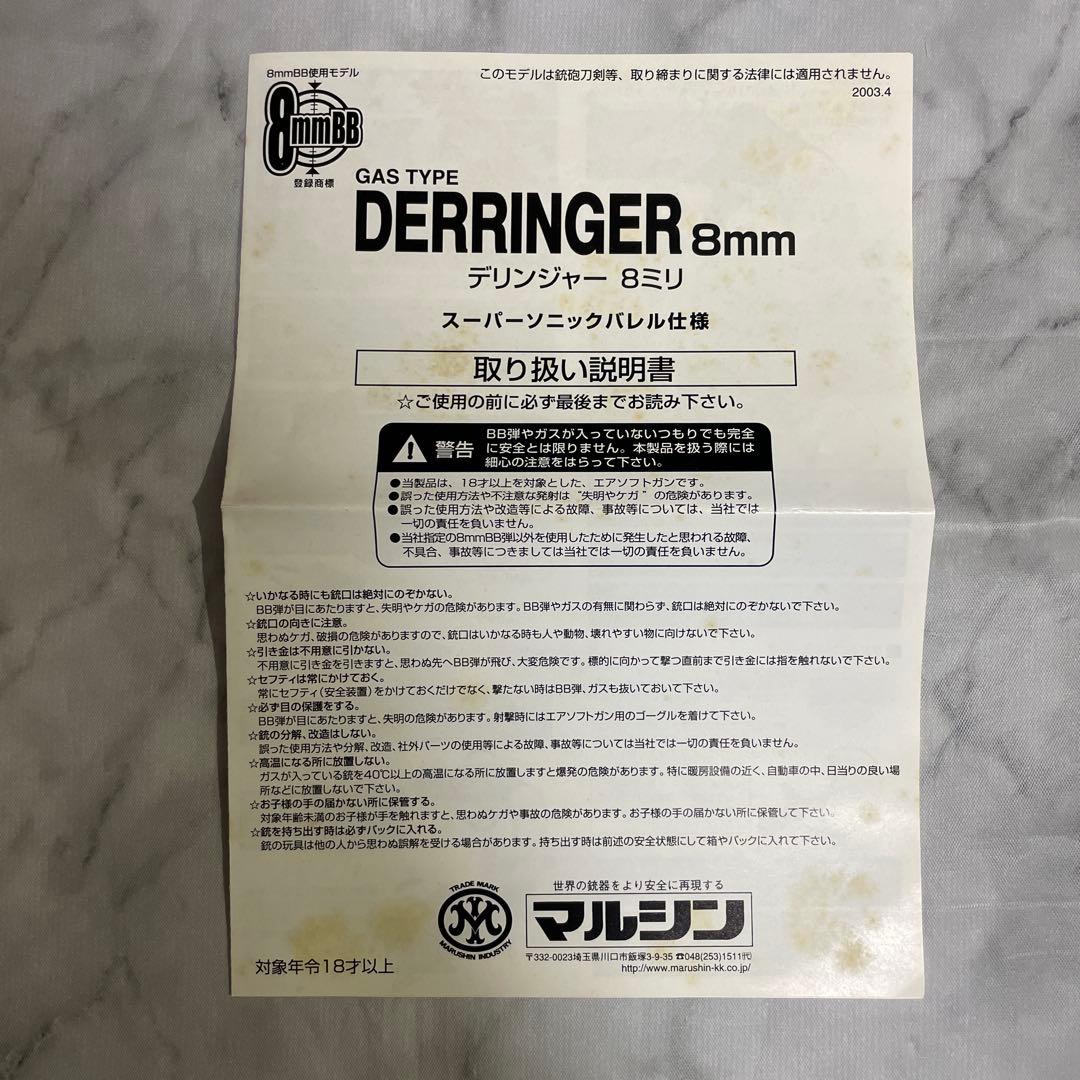 8mmBB使用モデル
8mmBB
登録商標
このモデルは銃砲刀剣等、取り締まりに関する法律には適用されません。
2003.4
GAS TYPE
DERRINGER 8mm
デリンジャー 8ミリ
スーパーソニックバレル仕様
取り扱い説明書
☆ご使用の前に必ず最後までお読み下さい。
警告
BB弾やガスが入っていないつもりでも完全
に安全とは限りません。本製品を扱う際には
細心の注意をはらって下さい。
●当製品は、18才以上を対象とした、エアソフトガンです。
●誤った使用方法や不注意な発射は〝失明やケガ〟の危険があります。
●誤った使用方法や改造等による故障、事故等については、当社では
一切の責任を負いません。
●当社指定の8mmBB弾以外を使用したために発生したと思われる故障、
不具合、事故等につきましては当社では一切の責任を負いません。
☆いかなる時にも銃口は絶対にのぞかない。
BB弾が目にあたりますと、失明やケガの危険があります。BB弾やガスの有無に関わらず、銃口は絶対にのぞかないで下さい。
☆銃口の向きに注意。
思わぬケガ、破損の危険がありますので、銃口はいかなる時も人や動物、壊れやすい物に向けないで下さい。
☆引き金は不用意に引かない。
不用意に引き金を引きますと、思わぬ先へBB弾が飛び、大変危険です。標的に向かって撃つ直前まで引き金には指を触れないで下さい。
☆セフティは常にかけておく。
常にセフティ(安全装置)をかけておくだけでなく、撃たない時はBB弾、ガスも抜いておいて下さい。
☆必ず目の保護をする。
BB弾が目にあたりますと、失明の危険があります。射撃時にはエアソフトガン用のゴーグルを着けて下さい。
☆銃の分解、改造はしない。
誤った使用方法や分解、改造、社外パーツの使用等による故障、事故等については当社では一切の責任を負いません。
☆高温になる所に放置しない。
ガスが入っている銃を40℃以上の高温になる所に放置しますと爆発の危険があります。特に暖房設備の近く、自動車の中、日当りの良い場
所などに放置しないで下さい。
☆お子様の手の届かない所に保管する。
対象年齢未満のお子様が手を触れますと、思わぬケガや事故の危険があります。お子様の手の届かない所に保管して下さい。
☆銃を持ち出す時は必ずバックに入れる。
銃の玩具は他の人から思わぬ誤解を受ける場合があります。持ち出す時は前述の安全状態にして箱やバックに入れて下さい。
TRADE MARK
MARUSHIN INDUSTRY
世界の銃器をより安全に再現する
マルシン
〒332-0023埼玉県川口市飯塚3-9-35 ☎048(253)1511㈹
http://www.marushin-kk.co.jp/
対象年令18才以上